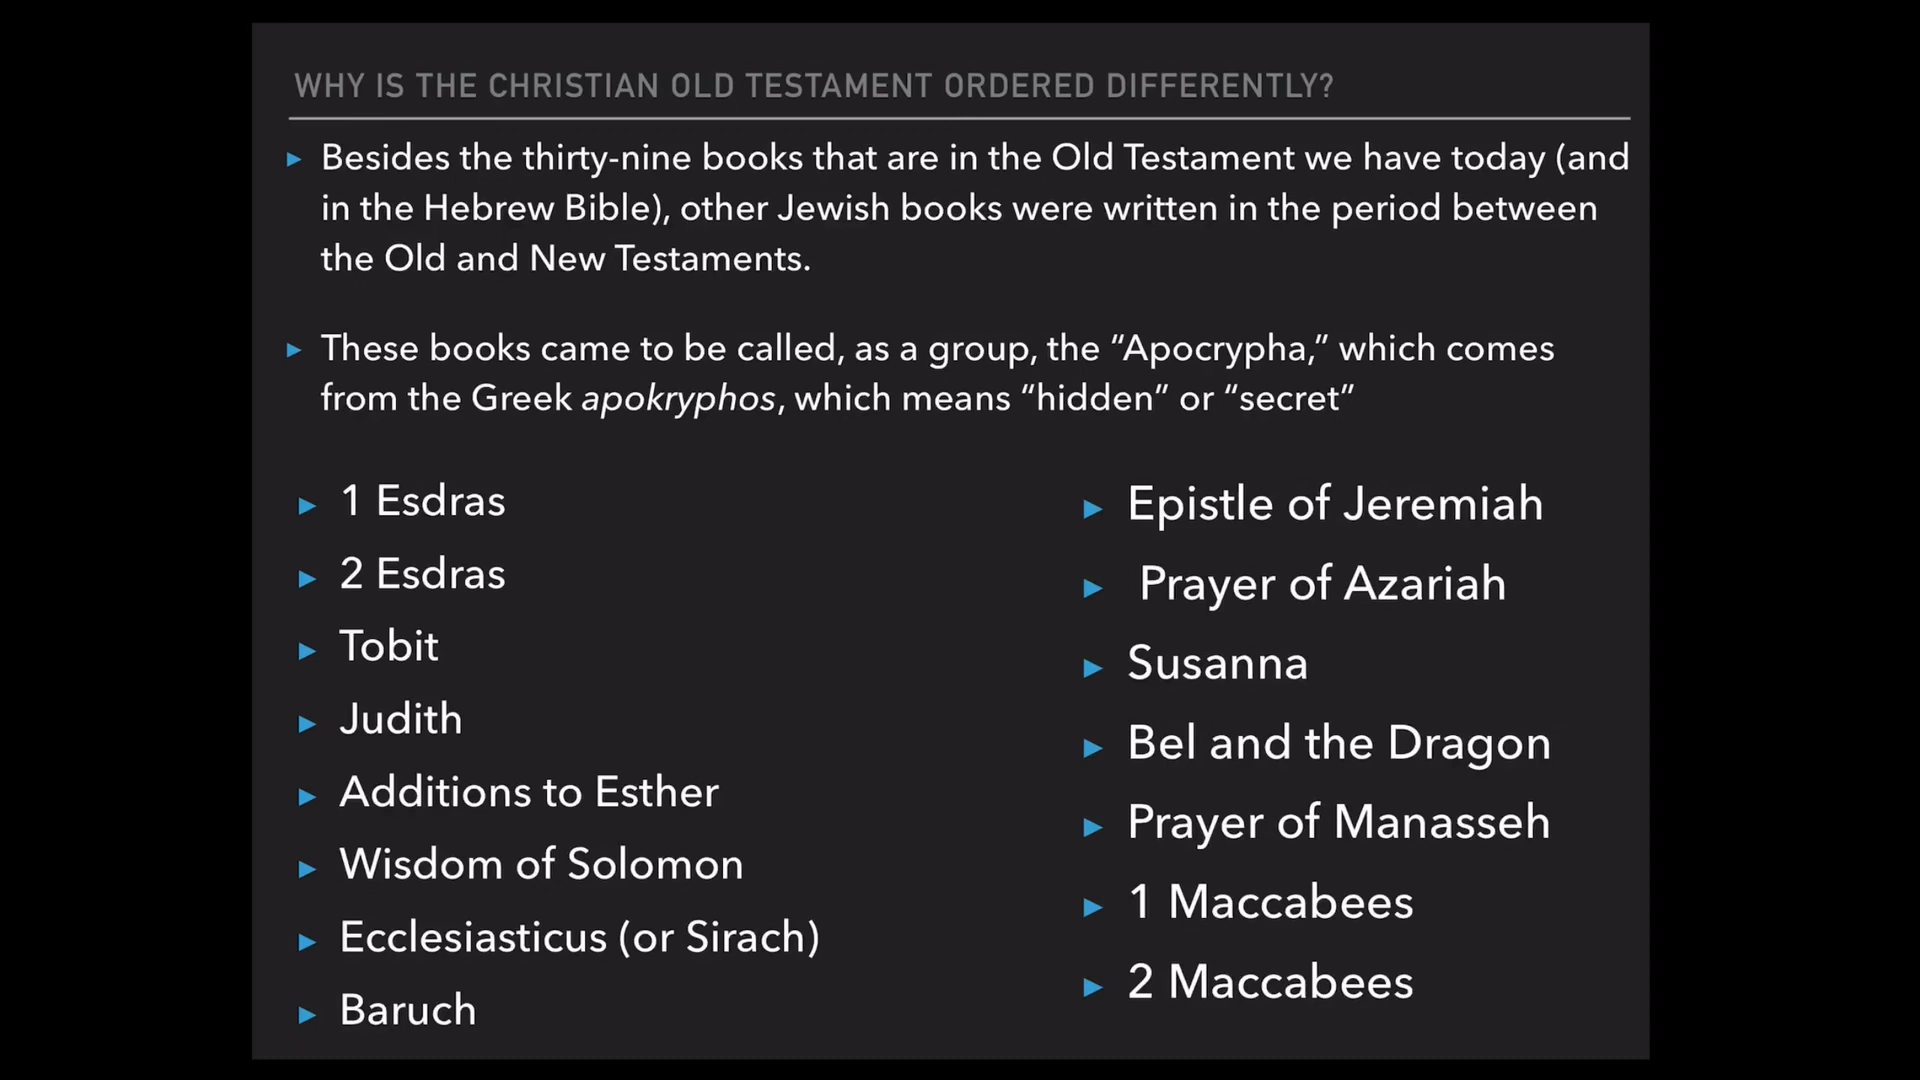 WHY IS THE CHRISTIAN OLD TESTAMENT ORDERED DIFFERENTLY?
Besides the thirty-nine books that are in the Old Testament we have today (and
in the Hebrew Bible), other Jewish books were written in the period between
the Old and New Testaments.
These books came to be called, as a group, the “Apocrypha,” which comes
from the Greek apokryphos, which means “hidden” or “secret”
1 Esdras
2 Esdras
Tobit
Judith
Additions to Esther
Wisdom of Solomon
Ecclesiasticus (or Sirach)
Baruch
Epistle of Jeremiah
Prayer of Azariah
Susanna
Bel and the Dragon
Prayer of Manasseh
1 Maccabees
2 Maccabees